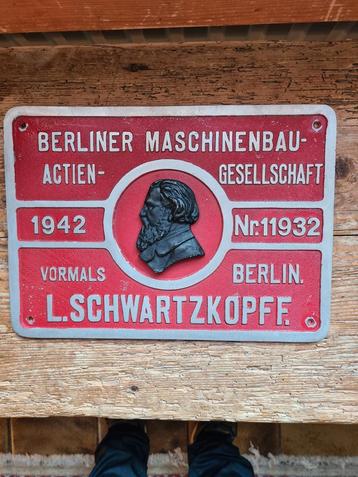 BERLINER MASCHINENBAU-
ACTIEN- GESELLSCHAFT
1942 Nr.11932
VORMALS BERLIN.
L.SCHWARTZKOPFF.